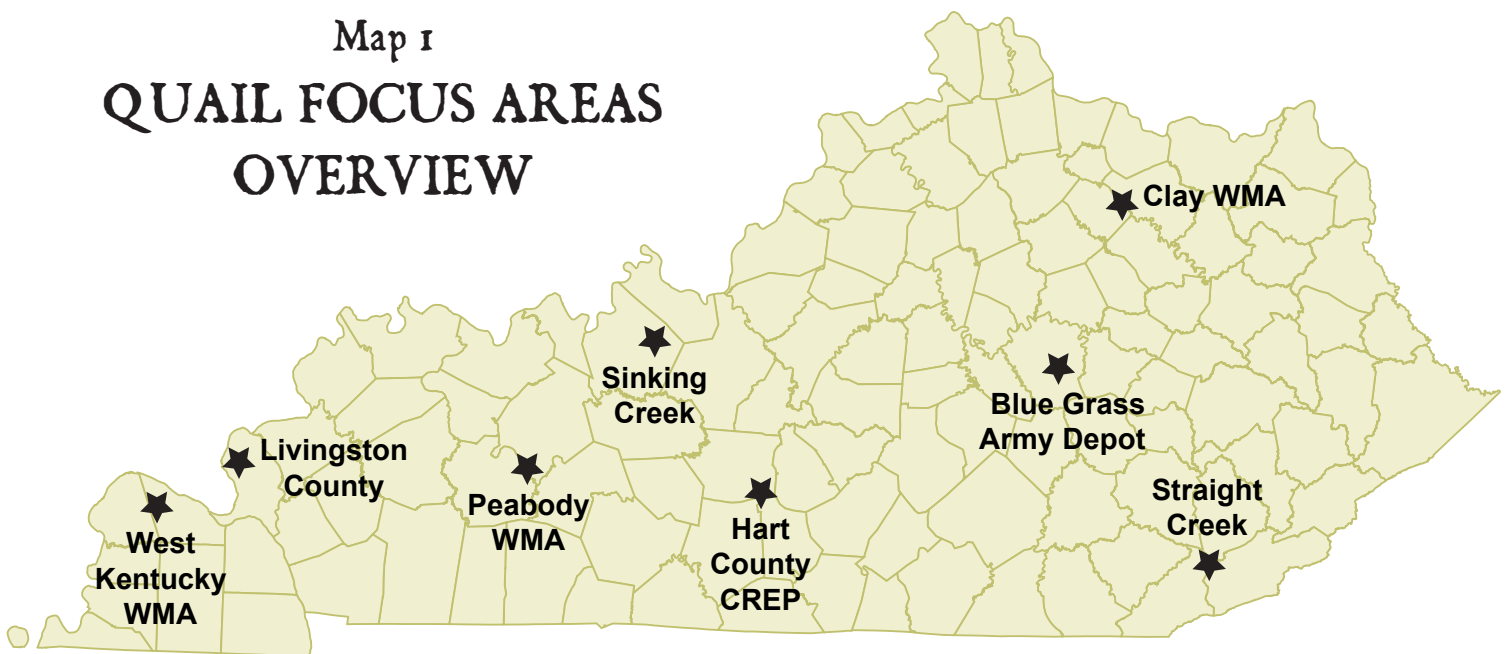 Map 1
QUAIL FOCUS AREAS
OVERVIEW
Clay WMA
Sinking
Creek
Blue Grass
Army Depot
Livingston
County
Peabody
WMA
Straight
Creek
Hart
County
CREP
West
Kentucky
WMA